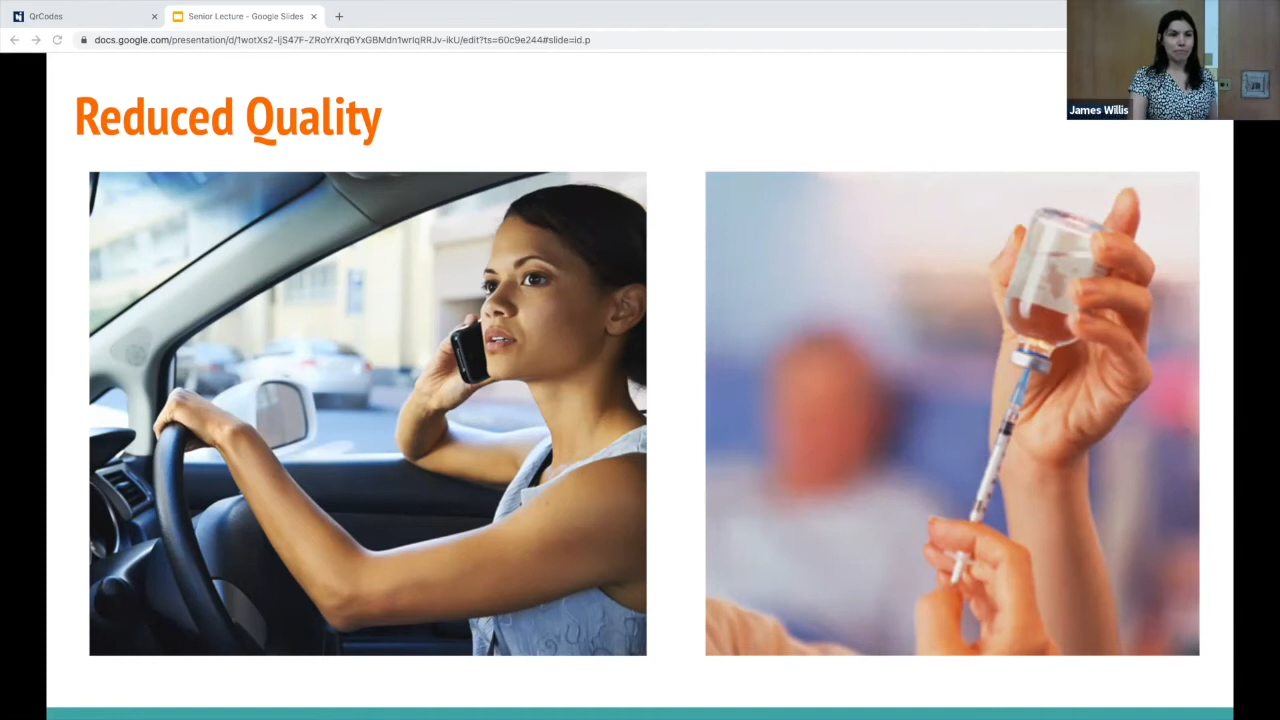 QrCodes
Senior Lecture - Google Slides
docs.google.com/presentation/d/1wotXs2-ljS47F-ZRoYrXrq6YxGBMdn1wrIqRRJv-ikU/edit?ts=60c9e244#slide=id.p
James Willis
Reduced Quality